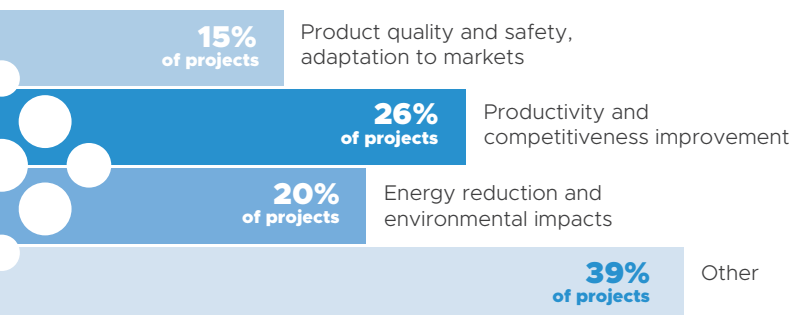 15%
of projects
Product quality and safety,
adaptation to markets
26%
of projects
Productivity and
competitiveness improvement
20%
of projects
Energy reduction and
environmental impacts
39%
of projects
Other